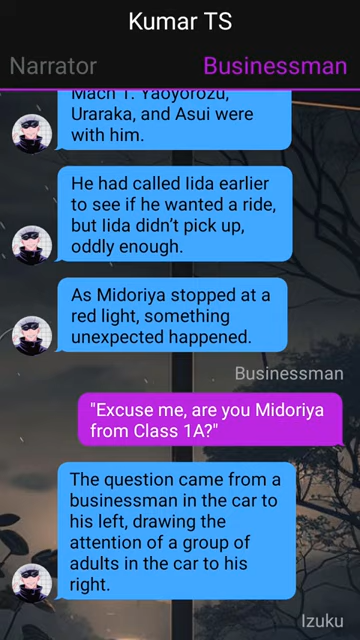 Kumar TS
Narrator
Businessman
Mach 1. Yaoyorozu,
Uraraka, and Asui were
with him.
He had called Iida earlier
to see if he wanted a ride,
but Iida didn’t pick up,
oddly enough.
As Midoriya stopped at a
red light, something
unexpected happened.
Businessman
"Excuse me, are you Midoriya
from Class 1A?"
The question came from a
businessman in the car to
his left, drawing the
attention of a group of
adults in the car to his
right.
Izuku